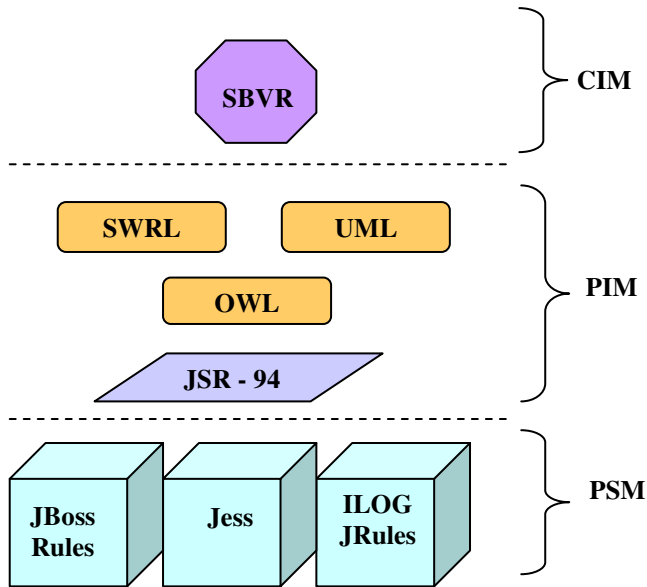 SBVR
CIM
SWRL
UML
OWL
PIM
JSR - 94
JBoss
Rules
Jess
ILOG
JRules
PSM